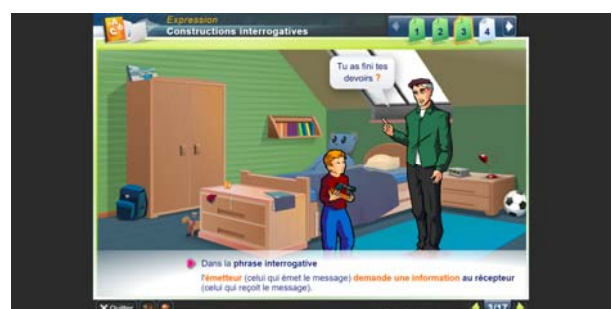 Expression
Constructions interrogatives
1 2 3 4
Tu as fini tes
devoirs ?
Dans la phrase interrogative
l'émetteur (celui qui émet le message) demande une information au récepteur
(celui qui reçoit le message).
Quitter
3/17